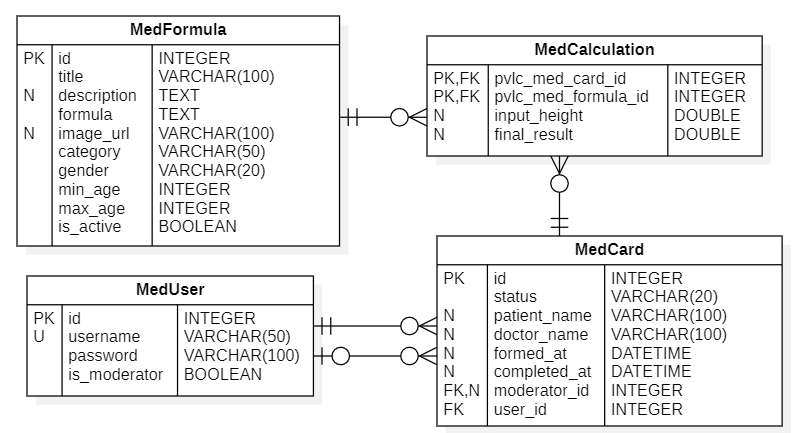 MedFormula
PK id INTEGER
title VARCHAR(100)
N description TEXT
formula TEXT
N image_url VARCHAR(100)
category VARCHAR(50)
gender VARCHAR(20)
min_age INTEGER
max_age INTEGER
is_active BOOLEAN
MedCalculation
PK,FK pvlc_med_card_id INTEGER
PK,FK pvlc_med_formula_id INTEGER
N input_height DOUBLE
N final_result DOUBLE
MedUser
PK id INTEGER
U username VARCHAR(50)
password VARCHAR(100)
is_moderator BOOLEAN
MedCard
PK id INTEGER
status VARCHAR(20)
N patient_name VARCHAR(100)
N doctor_name VARCHAR(100)
N formed_at DATETIME
N completed_at DATETIME
FK,N moderator_id INTEGER
FK user_id INTEGER